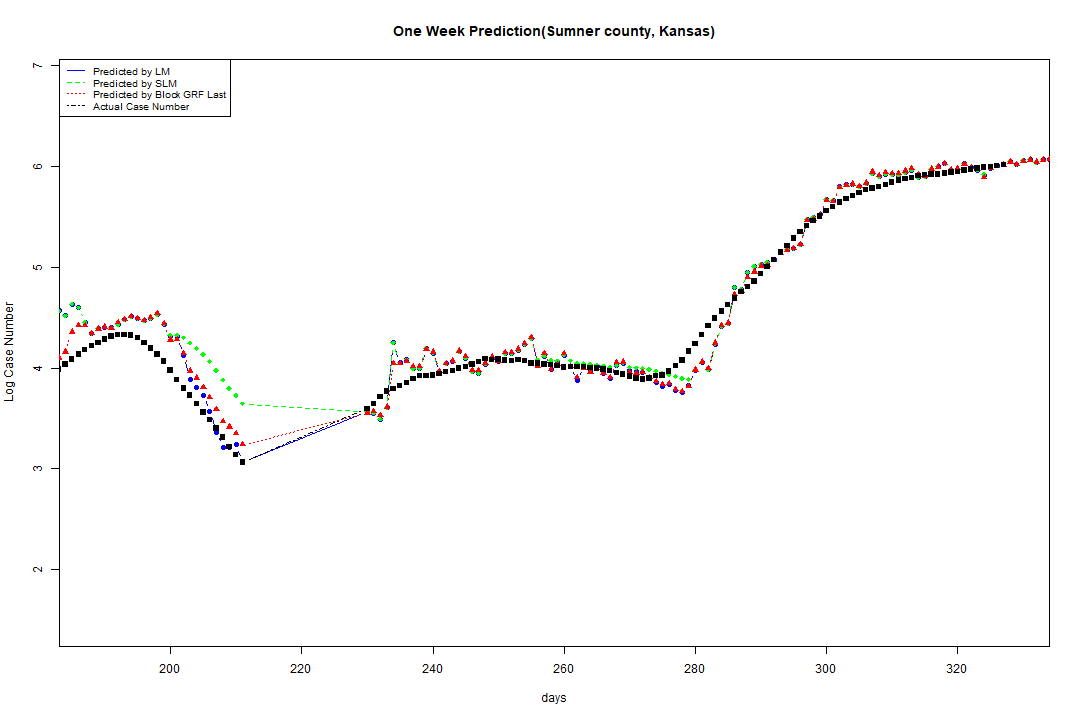 One Week Prediction(Sumner county, Kansas)
Predicted by LM
Predicted by SLM
Predicted by Block GRF Last
Actual Case Number
7
6
5
4
3
2
Log Case Number
200 220 240 260 280 300 320
days